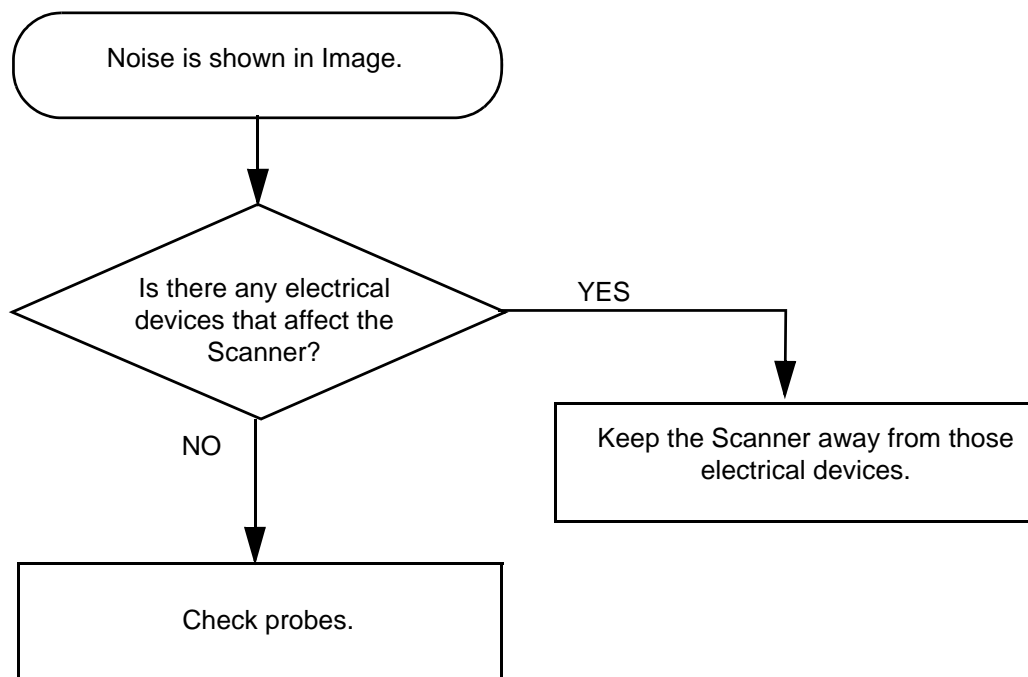 Noise is shown in Image.
Is there any electrical
devices that affect the
Scanner?
YES
NO
Keep the Scanner away from those
electrical devices.
Check probes.